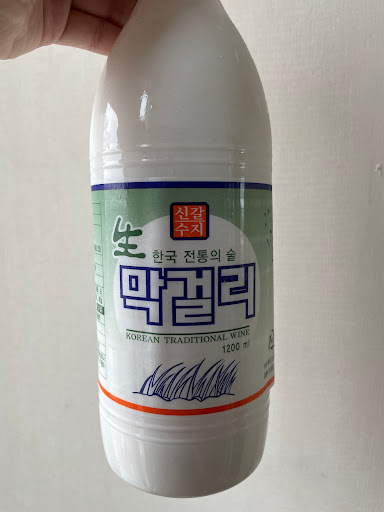 신갈
수지
生
한국 전통의 술
막걸리
KOREAN TRADITIONAL WINE
1200 ml